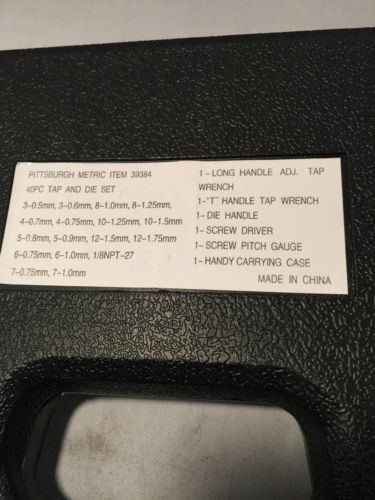 PITTSBURGH METRIC ITEM 39384
40PC TAP AND DIE SET
3-0.5mm, 3-0.6mm, 8-1.0mm, 8-1.25mm,
4-0.7mm, 4-0.75mm, 10-1.25mm, 10-1.5mm
5-0.8mm, 5-0.9mm, 12-1.5mm, 12-1.75mm
6-0.75mm, 6-1.0mm, 1/8NPT-27
7-0.75mm, 7-1.0mm
1-LONG HANDLE ADJ. TAP
WRENCH
1-"T" HANDLE TAP WRENCH
1-DIE HANDLE
1-SCREW DRIVER
1-SCREW PITCH GAUGE
1-HANDY CARRYING CASE
MADE IN CHINA